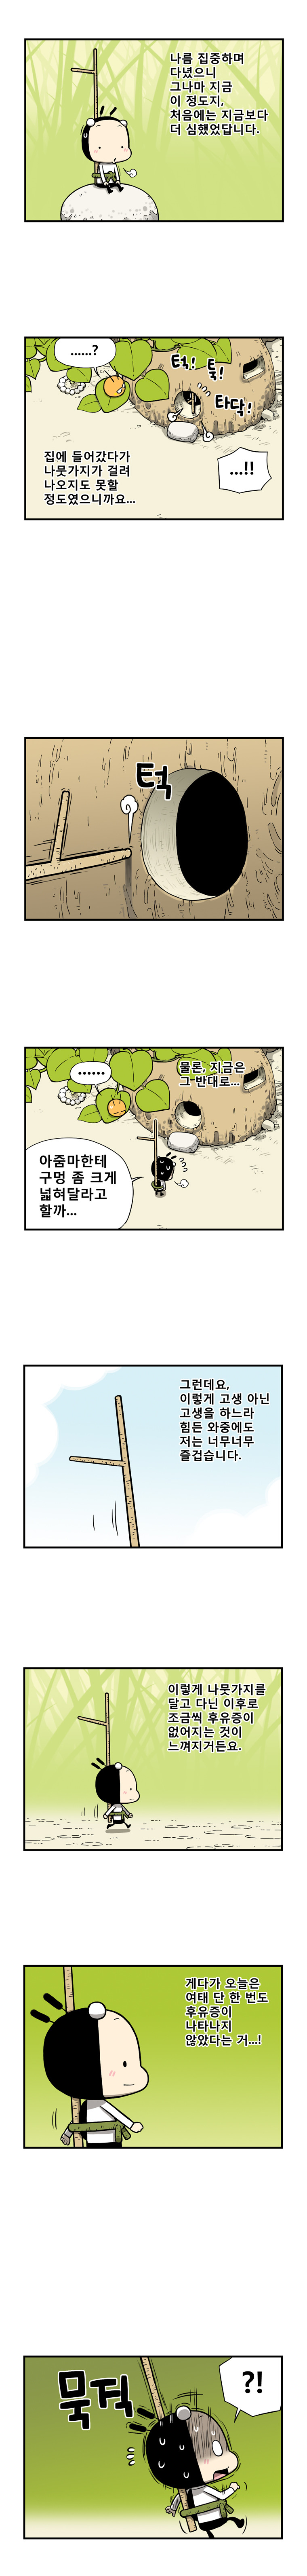 나름 집중하며
다녔으니
그나마 지금
이 정도지,
처음에는 지금보다
더 심했었답니다.
......?
턱! 툭!
타닥!
집에 들어갔다가
나뭇가지가 걸려
나오지도 못할
정도였으니까요...
...!!
턱
물론, 지금은
그 반대로...
......
아줌마한테
구멍 좀 크게
넓혀달라고
할까...
그런데요,
이렇게 고생 아닌
고생을 하느라
힘든 와중에도
저는 너무너무
즐겁습니다.
이렇게 나뭇가지를
달고 다닌 이후로
조금씩 후유증이
없어지는 것이
느껴지거든요.
게다가 오늘은
여태 단 한 번도
후유증이
나타나지
않았다는 거...!
?!
묵직